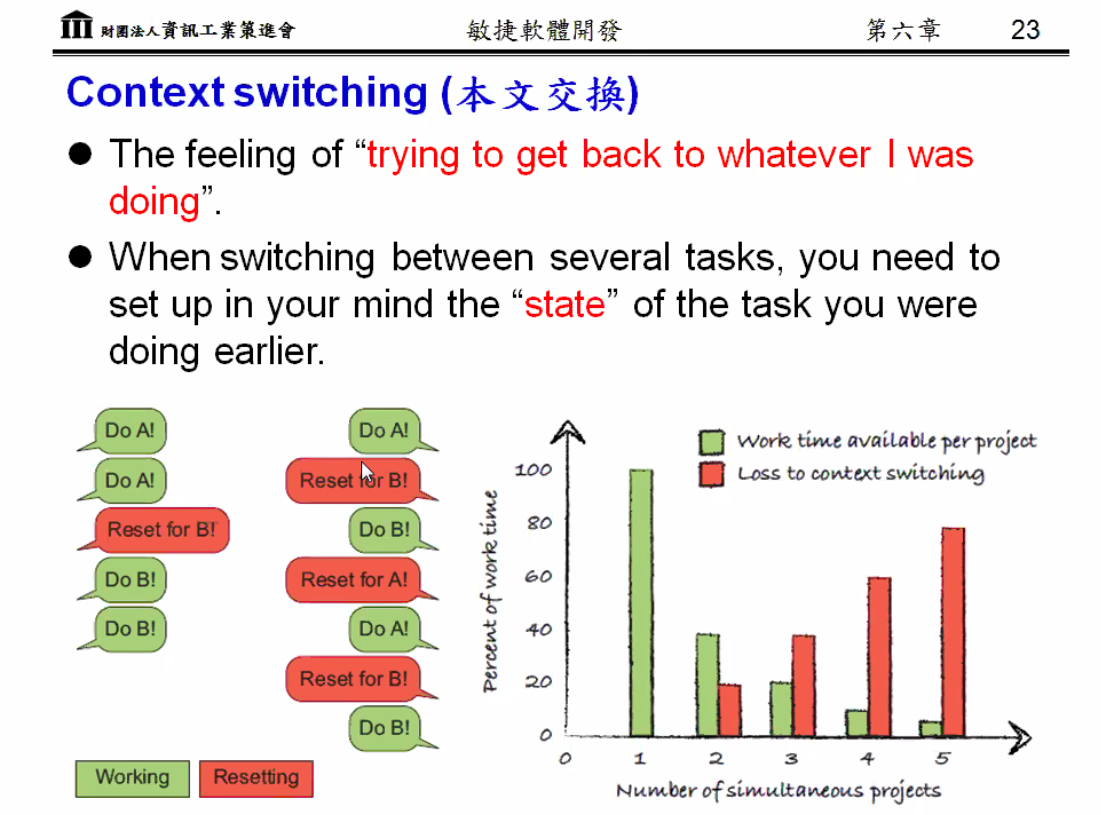 財團法人資訊工業策進會 敏捷軟體開發 第六章 23
Context switching (本文交換)
● The feeling of “trying to get back to whatever I was
doing”.
● When switching between several tasks, you need to
set up in your mind the “state” of the task you were
doing earlier.
Do A!
Do A!
Reset for B!
Do B!
Do B!
Do A!
Reset for B!
Do B!
Reset for A!
Do A!
Reset for B!
Do B!
Working
Resetting
Work time available per project
Loss to context switching
Percent of work time
100
80
60
40
20
0
0 1 2 3 4 5
Number of simultaneous projects